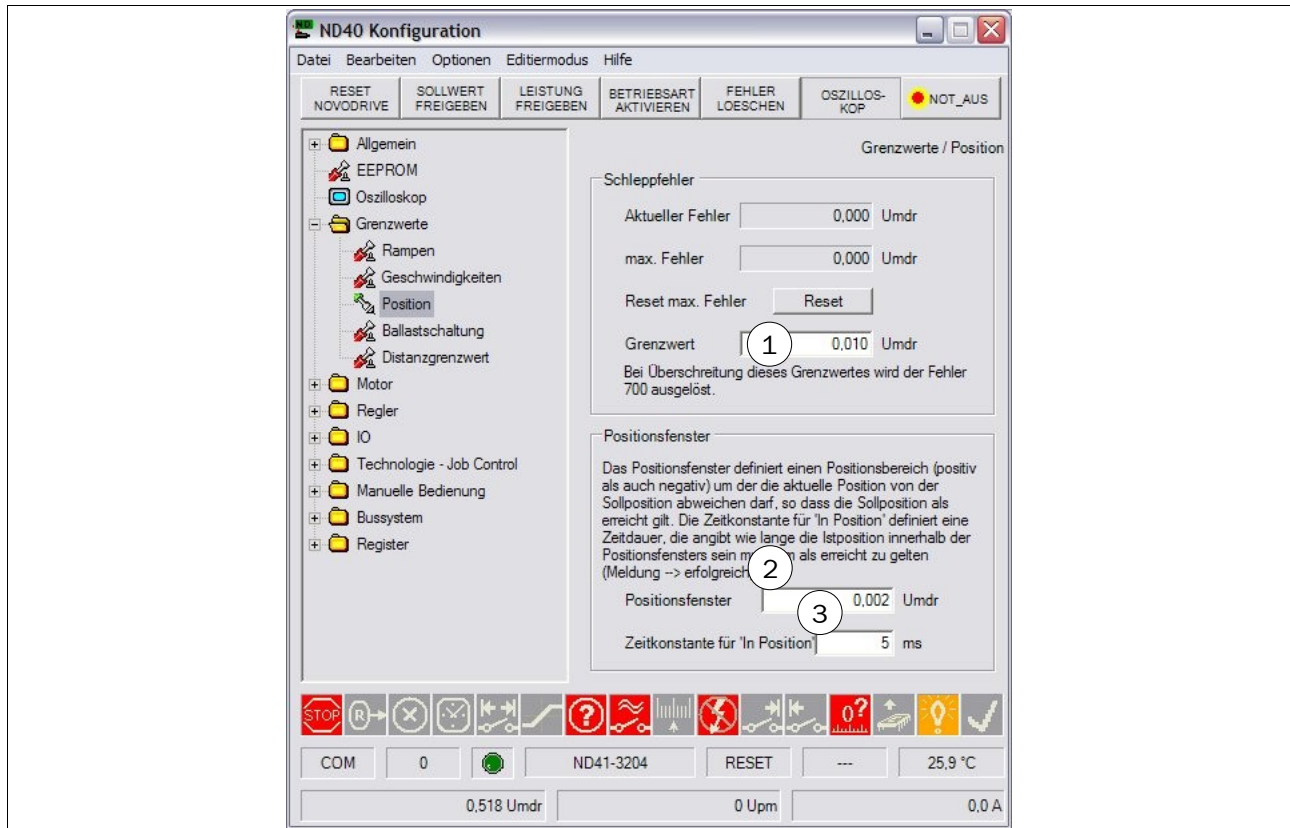 ND40 Konfiguration
Datei Bearbeiten Optionen Editiermodus Hilfe
RESET NOVODRIVE
SOLLWERT FREIGEBEN
LEISTUNG FREIGEBEN
BETRIEBSART AKTIVIEREN
FEHLER LOESCHEN
OSZILLOS-KOP
NOT_AUS
Allgemein
EEPROM
Oszilloskop
Grenzwerte
Rampen
Geschwindigkeiten
Position
Ballastschaltung
Distanzgrenzwert
Motor
Regler
IO
Technologie - Job Control
Manuelle Bedienung
Bussystem
Register
Grenzwerte / Position
Schleppfehler
Aktueller Fehler 0,000 Umdr
max. Fehler 0,000 Umdr
Reset max. Fehler Reset
Grenzwert 1 0,010 Umdr
Bei Überschreitung dieses Grenzwertes wird der Fehler
700 ausgelöst.
Positionsfenster
Das Positionsfenster definiert einen Positionsbereich (positiv
als auch negativ) um der die aktuelle Position von der
Sollposition abweichen darf, so dass die Sollposition als
erreicht gilt. Die Zeitkonstante für 'In Position' definiert eine
Zeitdauer, die angibt wie lange die Istposition innerhalb der
Positionsfensters sein als erreicht zu gelten
(Meldung --> erfolgreich
2
Positionsfenster 0,002 Umdr
3
Zeitkonstante für 'In Position' 5 ms
STOP
R
?
0?
COM 0 ND41-3204 RESET --- 25,9 °C
0,518 Umdr 0 Upm 0,0 A